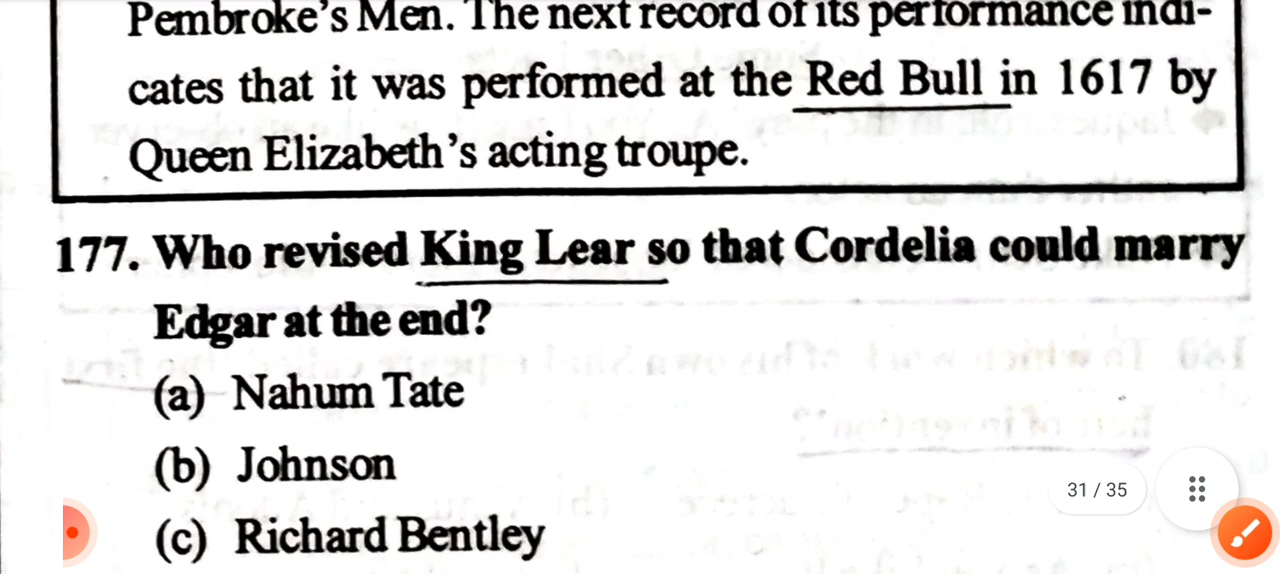 Pembroke's Men. The next record of its performance indi-
cates that it was performed at the Red Bull in 1617 by
Queen Elizabeth's acting troupe.
177. Who revised King Lear so that Cordelia could marry
Edgar at the end?
(a) Nahum Tate
(b) Johnson
(c) Richard Bentley
31 / 35